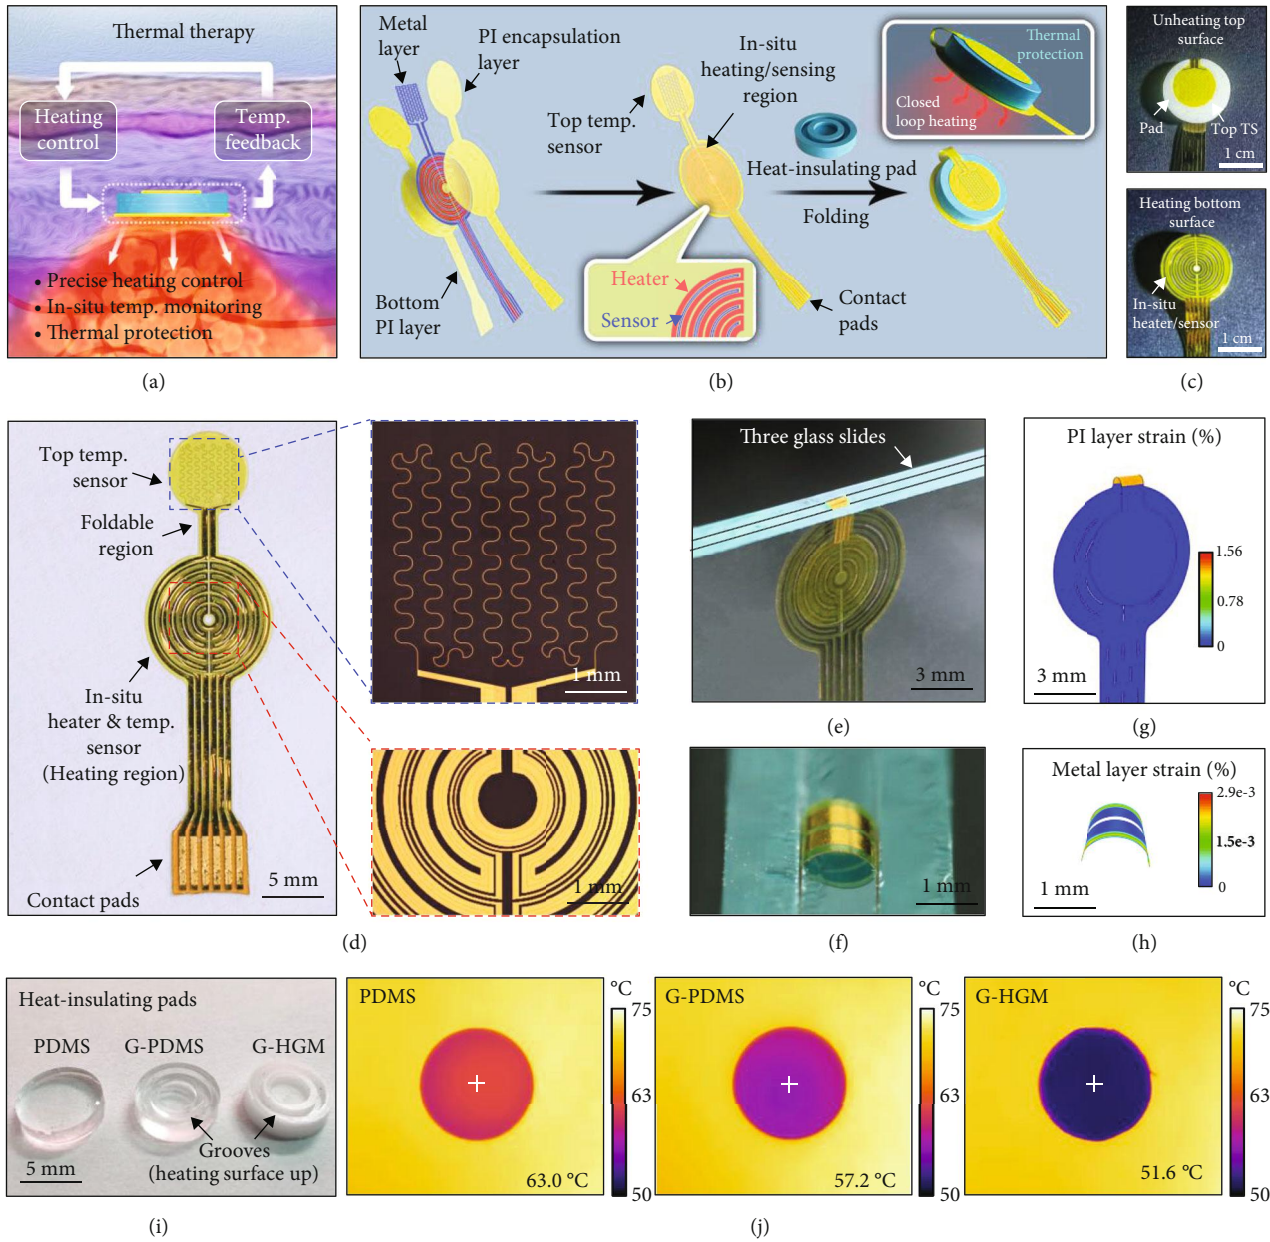 Thermal therapy
Heating
control
Temp.
feedback
• Precise heating control
• In-situ temp. monitoring
• Thermal protection
(a)
Metal
layer
PI encapsulation
layer
Top temp.
sensor
In-situ
heating/sensing
region
Heat-insulating pad
Folding
Bottom
PI layer
Heater
Sensor
Contact
pads
Thermal
protection
Closed
loop heating
(b)
Unheating top
surface
Pad
Top TS
1 cm
Heating bottom
surface
In-situ
heater/sensor
1 cm
(c)
Top temp.
sensor
Foldable
region
In-situ
heater & temp.
sensor
(Heating region)
Contact pads
5 mm
1 mm
1 mm
(d)
Three glass slides
3 mm
(e)
1 mm
(f)
PI layer strain (%)
1.56
0.78
0
3 mm
(g)
Metal layer strain (%)
2.9e-3
1.5e-3
0
1 mm
(h)
Heat-insulating pads
PDMS
G-PDMS
G-HGM
Grooves
(heating surface up)
5 mm
(i)
PDMS
63.0 °C
°C
75
63
50
G-PDMS
57.2 °C
°C
75
63
50
G-HGM
51.6 °C
°C
75
63
50
(j)